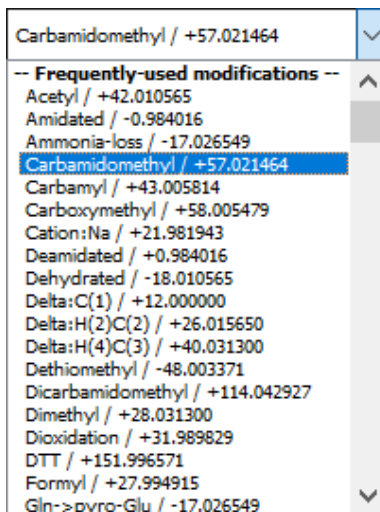 Carbamidomethyl / +57.021464
-- Frequently-used modifications --
Acetyl / +42.010565
Amidated / -0.984016
Ammonia-loss / -17.026549
Carbamidomethyl / +57.021464
Carbamyl / +43.005814
Carboxymethyl / +58.005479
Cation:Na / +21.981943
Deamidated / +0.984016
Dehydrated / -18.010565
Delta:C(1) / +12.000000
Delta:H(2)C(2) / +26.015650
Delta:H(4)C(3) / +40.031300
Dethiomethyl / -48.003371
Dicarbamidomethyl / +114.042927
Dimethyl / +28.031300
Dioxidation / +31.989829
DTT / +151.996571
Formyl / +27.994915
Gln->pyro-Glu / -17.026549